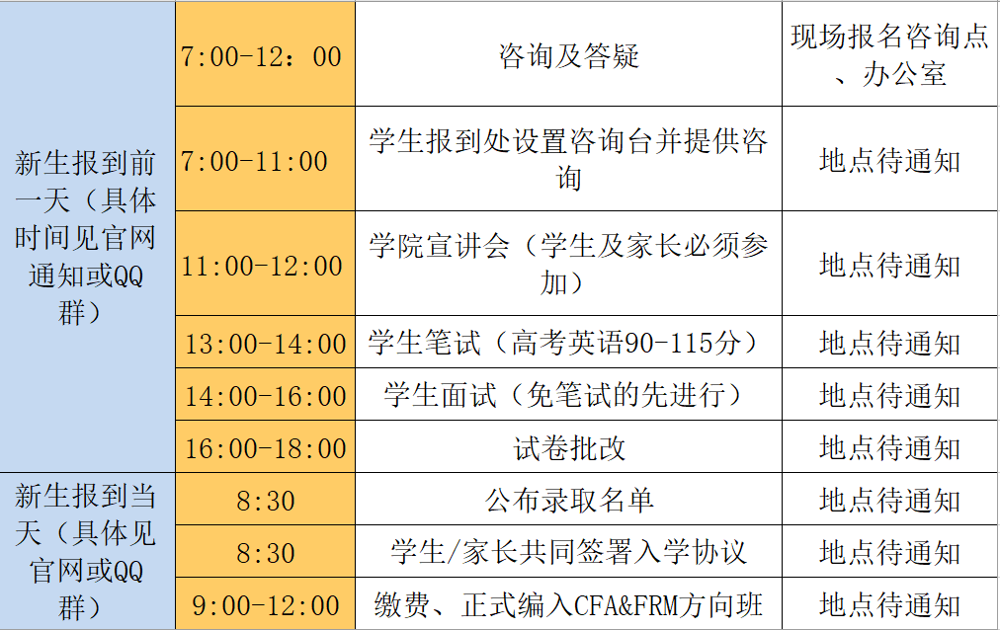 7:00-12：00
咨询及答疑
现场报名咨询点
、办公室
新生报到前
一天（具体
时间见官网
通知或QQ
群）
7:00-11:00
学生报到处设置咨询台并提供咨
询
地点待通知
11:00-12:00
学院宣讲会（学生及家长必须参
加）
地点待通知
13:00-14:00
学生笔试（高考英语90-115分）
地点待通知
14:00-16:00
学生面试（免笔试的先进行）
地点待通知
16:00-18:00
试卷批改
地点待通知
新生报到当
天（具体见
官网或QQ
群）
8:30
公布录取名单
地点待通知
8:30
学生/家长共同签署入学协议
地点待通知
9:00-12:00
缴费、正式编入CFA&FRM方向班
地点待通知